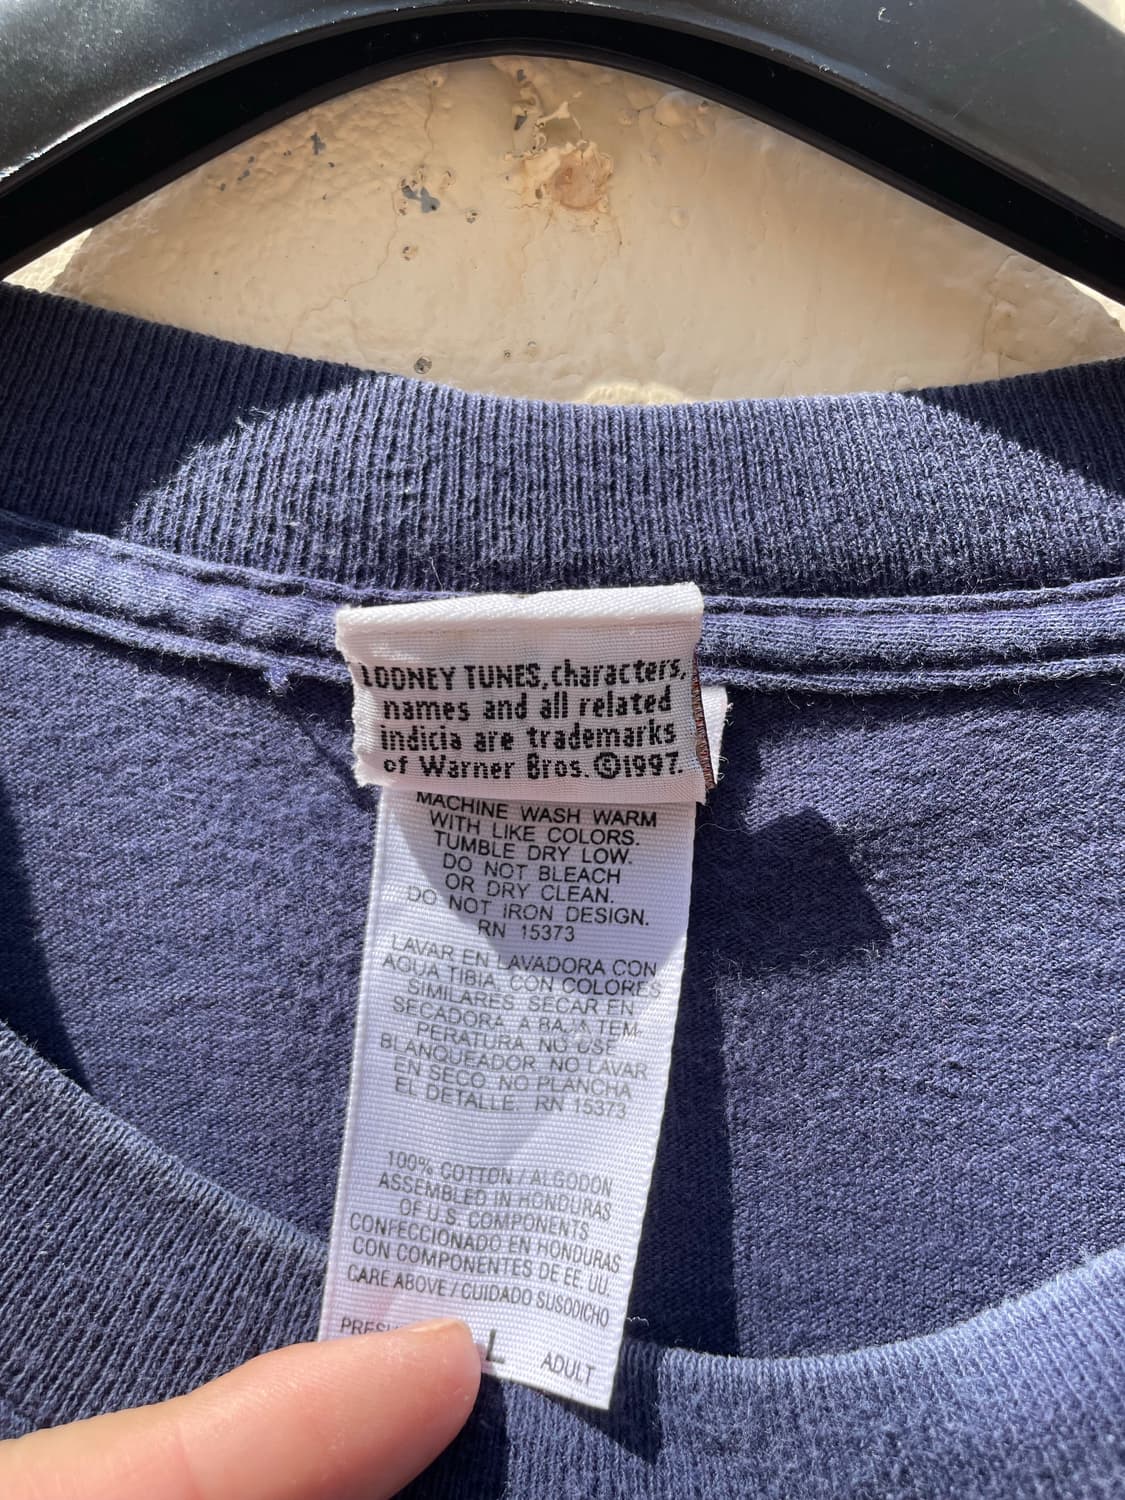 LOONEY TUNES, characters,
names and all related
indicia are trademarks
of Warner Bros. ©1997.
MACHINE WASH WARM
WITH LIKE COLORS.
TUMBLE DRY LOW.
DO NOT BLEACH
OR DRY CLEAN.
DO NOT IRON DESIGN.
RN 15373
LAVAR EN LAVADORA CON
AQUA TIBIA, CON COLORES
SIMILARES. SECAR EN
SECADORA, A BAJA TEM-
PERATURA. NO USE
BLANQUEADOR. NO LAVAR
EN SECO. NO PLANCHA
EL DETALLE. RN 15373
100% COTTON / ALGODON
ASSEMBLED IN HONDURAS
OF U.S. COMPONENTS
CONFECCIONADO EN HONDURAS
CON COMPONENTES DE EE. UU.
CARE ABOVE / CUIDADO SUSODICHO
L ADULT